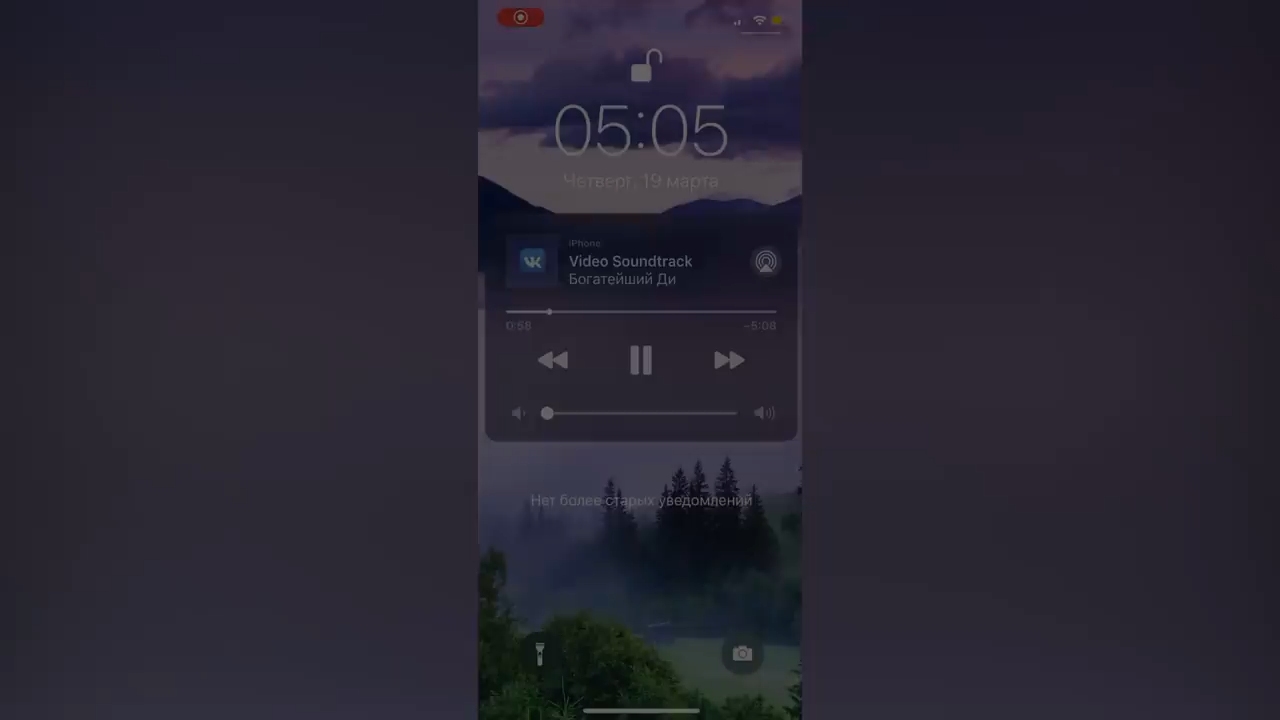 05:05
Четверг, 19 марта
iPhone
Video Soundtrack
Богатейший Ди
0:58
-5:08
Нет более старых уведомлений